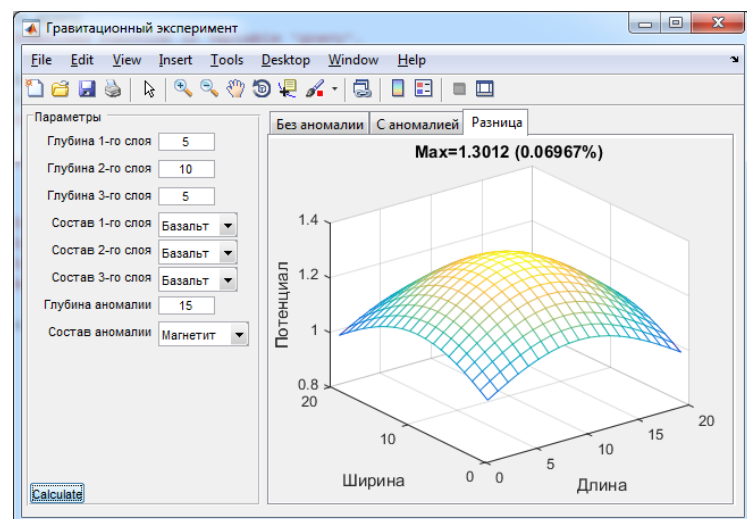 Гравитационный эксперимент
File Edit View Insert Tools Desktop Window Help
Параметры
Глубина 1-го слоя 5
Глубина 2-го слоя 10
Глубина 3-го слоя 5
Состав 1-го слоя Базальт
Состав 2-го слоя Базальт
Состав 3-го слоя Базальт
Глубина аномалии 15
Состав аномалии Магнетит
Calculate
Без аномалии С аномалией Разница
Max=1.3012 (0.06967%)
Потенциал
1.4
1.2
1
0.8
20
10
0
Ширина
0
5
10
15
20
Длина